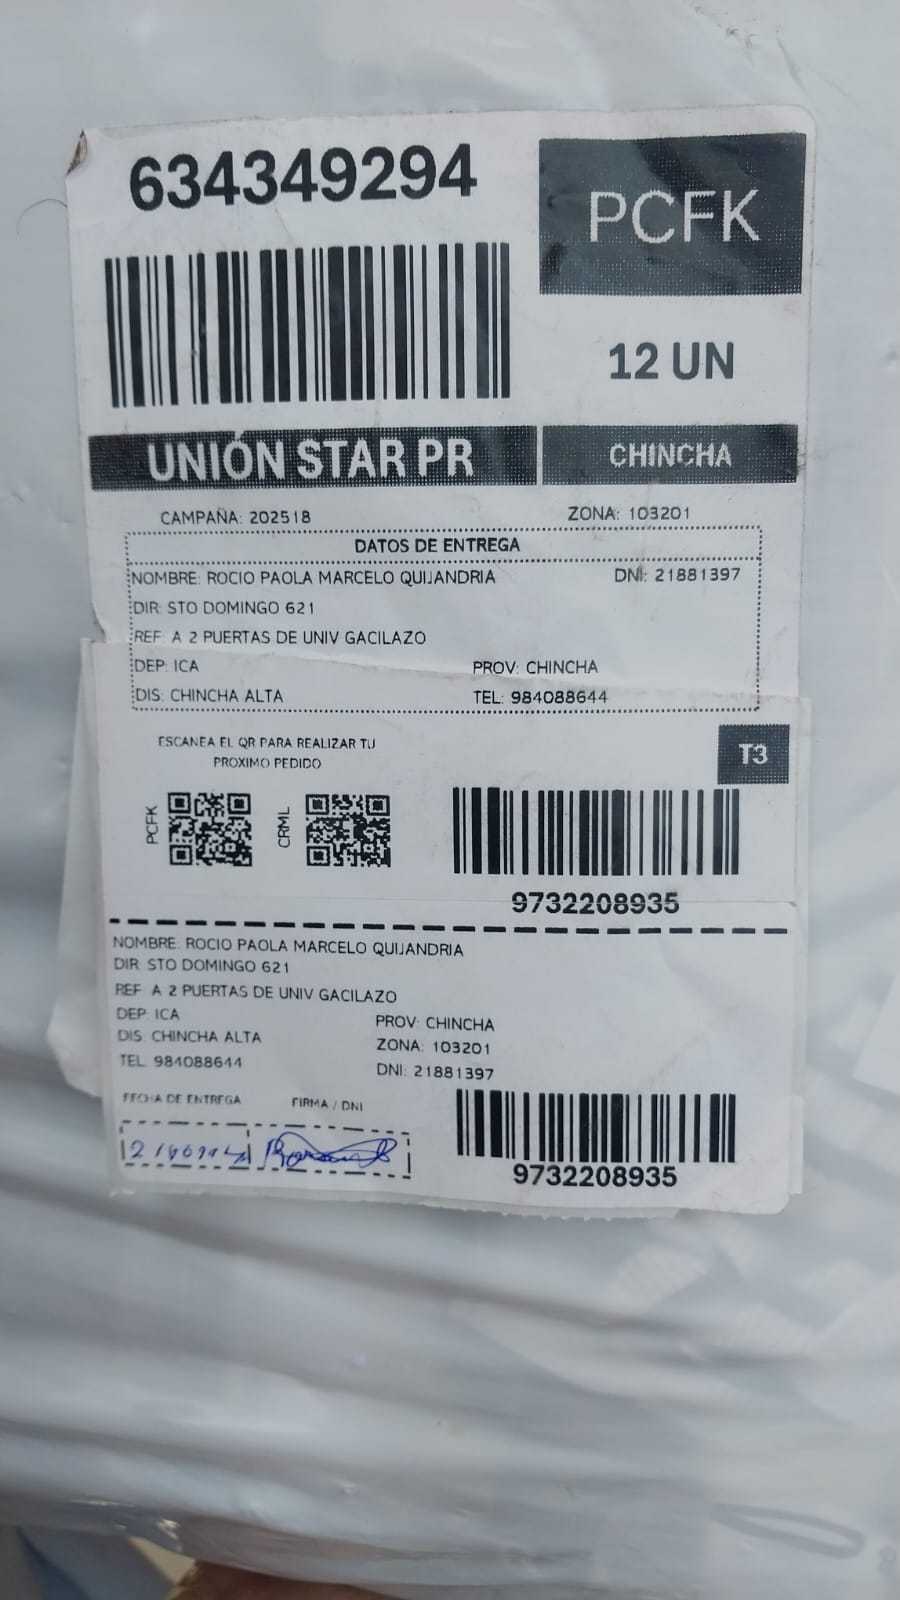 634349294
PCFK
12 UN
UNIÓN STAR PR
CHINCHA
CAMPAÑA: 202518 ZONA: 103201
DATOS DE ENTREGA
NOMBRE: ROCIO PAOLA MARCELO QUIJANDRIA DNI: 21881397
DIR: STO DOMINGO 621
REF: A 2 PUERTAS DE UNIV GACILAZO
DEP: ICA PROV: CHINCHA
DIS: CHINCHA ALTA TEL: 984088644
ESCANEA EL QR PARA REALIZAR TU
PROXIMO PEDIDO
T3
PCFK
CRML
9732208935
NOMBRE: ROCIO PAOLA MARCELO QUIJANDRIA
DIR: STO DOMINGO 621
REF: A 2 PUERTAS DE UNIV GACILAZO
DEP: ICA PROV: CHINCHA
DIS: CHINCHA ALTA ZONA: 103201
TEL: 984088644 DNI: 21881397
FECHA DE ENTREGA FIRMA / DNI
9732208935